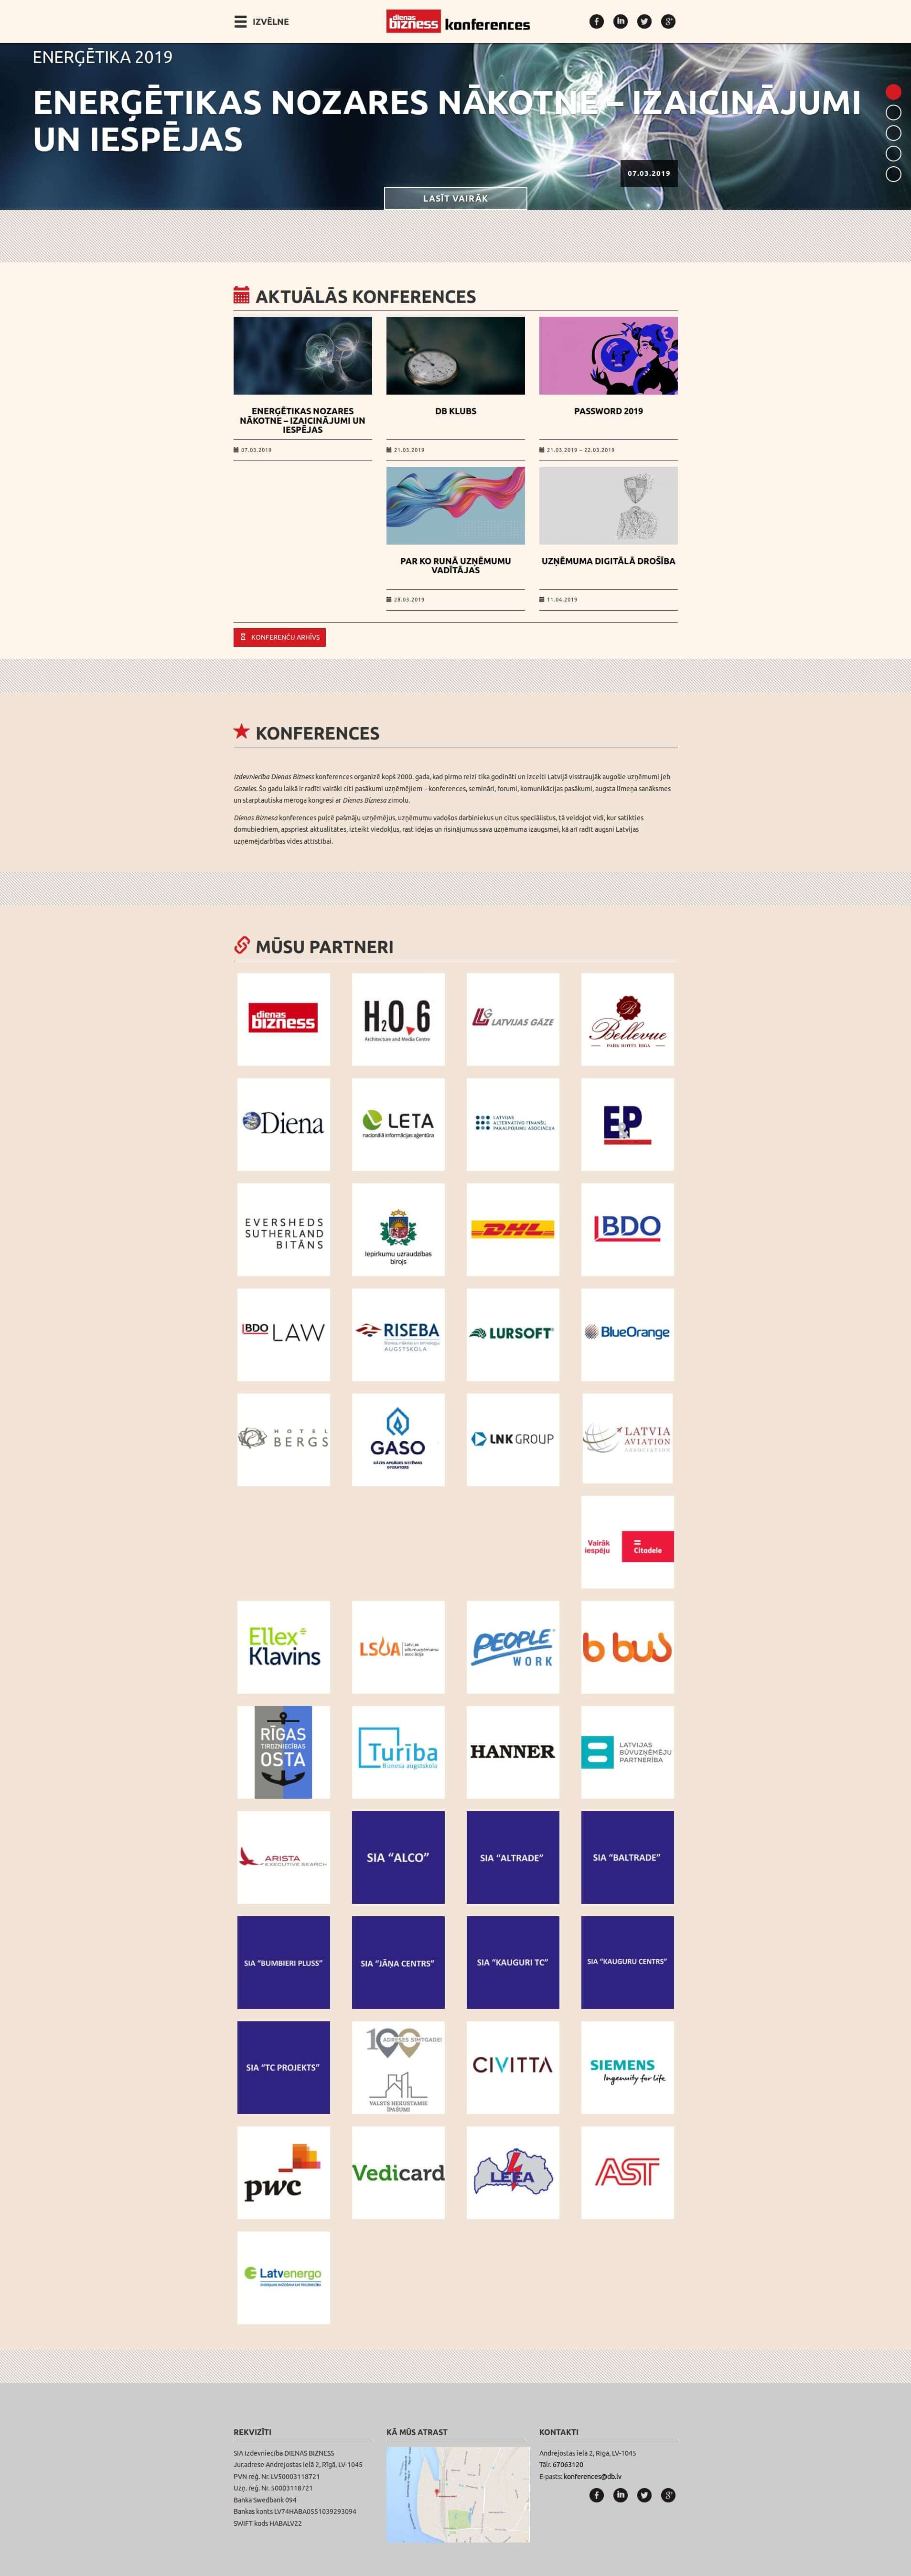 IZVĒLNE
dienas bizness konferences
ENERĢĒTIKA 2019
ENERĢĒTIKAS NOZARES NĀKOTNE – IZAICINĀJUMI
UN IESPĒJAS
07.03.2019
LASĪT VAIRĀK
AKTUĀLĀS KONFERENCES
ENERĢĒTIKAS NOZARES
NĀKOTNE – IZAICINĀJUMI UN
IESPĒJAS
07.03.2019
DB KLUBS
21.03.2019
PASSWORD 2019
21.03.2019 – 22.03.2019
PAR KO RUNĀ UZŅĒMUMU
VADĪTĀJAS
28.03.2019
UZŅĒMUMA DIGITĀLĀ DROŠĪBA
11.04.2019
KONFERENČU ARHĪVS
KONFERENCES
Izdevniecība Dienas Bizness konferences organizē kopš 2000. gada, kad pirmo reizi tika godināti un izcelti Latvijā visstraujāk augošie uzņēmumi jeb
Gazeles. Šo gadu laikā ir radīti vairāki citi pasākumi uzņēmējiem – konferences, semināri, forumi, komunikācijas pasākumi, augsta līmeņa sanāksmes
un starptautiska mēroga kongresi ar Dienas Biznesa zīmolu.
Dienas Biznesa konferences pulcē pašmāju uzņēmējus, uzņēmumu vadošos darbiniekus un citus speciālistus, tā veidojot vidi, kur satikties
domubiedriem, apspriest aktualitātes, izteikt viedokļus, rast idejas un risinājumus sava uzņēmuma izaugsmei, kā arī radīt augsni Latvijas
uzņēmējdarbības vides attīstībai.
MŪSU PARTNERI
dienas bizness
H2O 6
Architecture and Media Centre
LG LATVIJAS GĀZE
B
Bellevue
PARK HOTEL RIGA
Diena
LETA
nacionālā informācijas aģentūra
LATVIJAS
ALTERNATĪVO FINANŠU
PAKALPOJUMU ASOCIĀCIJA
E&P
EVERSHEDS
SUTHERLAND
BITĀNS
Iepirkumu uzraudzības
birojs
DHL
BDO
BDO LAW
RISEBA
AUGSTSKOLA
LURSOFT
BlueOrange
HOTEL
BERGS
GASO
GĀZES APGĀDES SISTĒMAS
OPERATORS
LNK GROUP
LATVIA
AVIATION
ASSOCIATION
Vairāk
iespēju
Citadele
Ellex
Klavins
LSUA
PEOPLE
WORK
b bus
RĪGAS
TIRDZNIECĪBAS
OSTA
Turība
Biznesa augstskola
HANNER
LATVIJAS
BŪVUZŅĒMĒJU
PARTNERĪBA
ARISTA
EXECUTIVE SEARCH
SIA “ALCO”
SIA “ALTRADE”
SIA “BALTRADE”
SIA “BUMBIERI PLUSS”
SIA “JĀŅA CENTRS”
SIA “KAUGURI TC”
SIA “KAUGURU CENTRS”
SIA “TC PROJEKTS”
100 ADRESES SIMTGADEI
VALSTS NEKUSTAMIE
ĪPAŠUMI
CIVITTA
SIEMENS
Ingenuity for life
pwc
Vedicard
LEEA
AST
Latvenergo
REKVIZĪTI
SIA Izdevniecība DIENAS BIZNESS
Jur.adrese Andrejostas ielā 2, Rīgā, LV-1045
PVN reģ. Nr. LV50003118721
Uzņ. reģ. Nr. 50003118721
Banka Swedbank 094
Bankas konts LV74HABA0551039293094
SWIFT kods HABALV22
KĀ MŪS ATRAST
KONTAKTI
Andrejostas ielā 2, Rīgā, LV-1045
Tālr. 67063120
E-pasts: konferences@db.lv